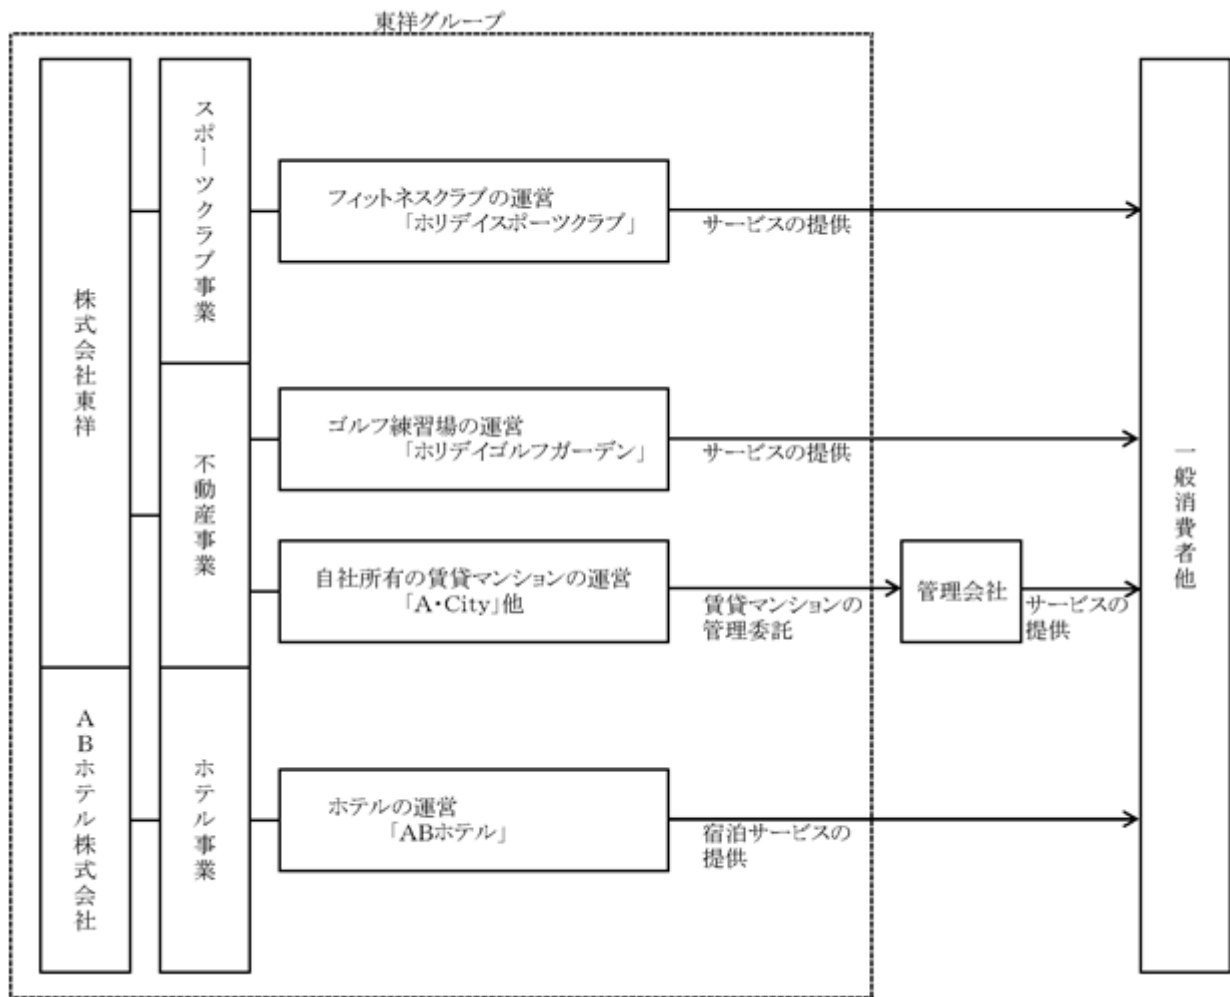 東祥グループ
株式会社東祥
ABホテル株式会社
スポーツクラブ事業
不動産事業
ホテル事業
フィットネスクラブの運営
「ホリデイスポーツクラブ」
サービスの提供
ゴルフ練習場の運営
「ホリデイゴルフガーデン」
サービスの提供
自社所有の賃貸マンションの運営
「A・City」他
賃貸マンションの
管理委託
管理会社
サービスの
提供
ホテルの運営
「ABホテル」
宿泊サービスの
提供
一般消費者他